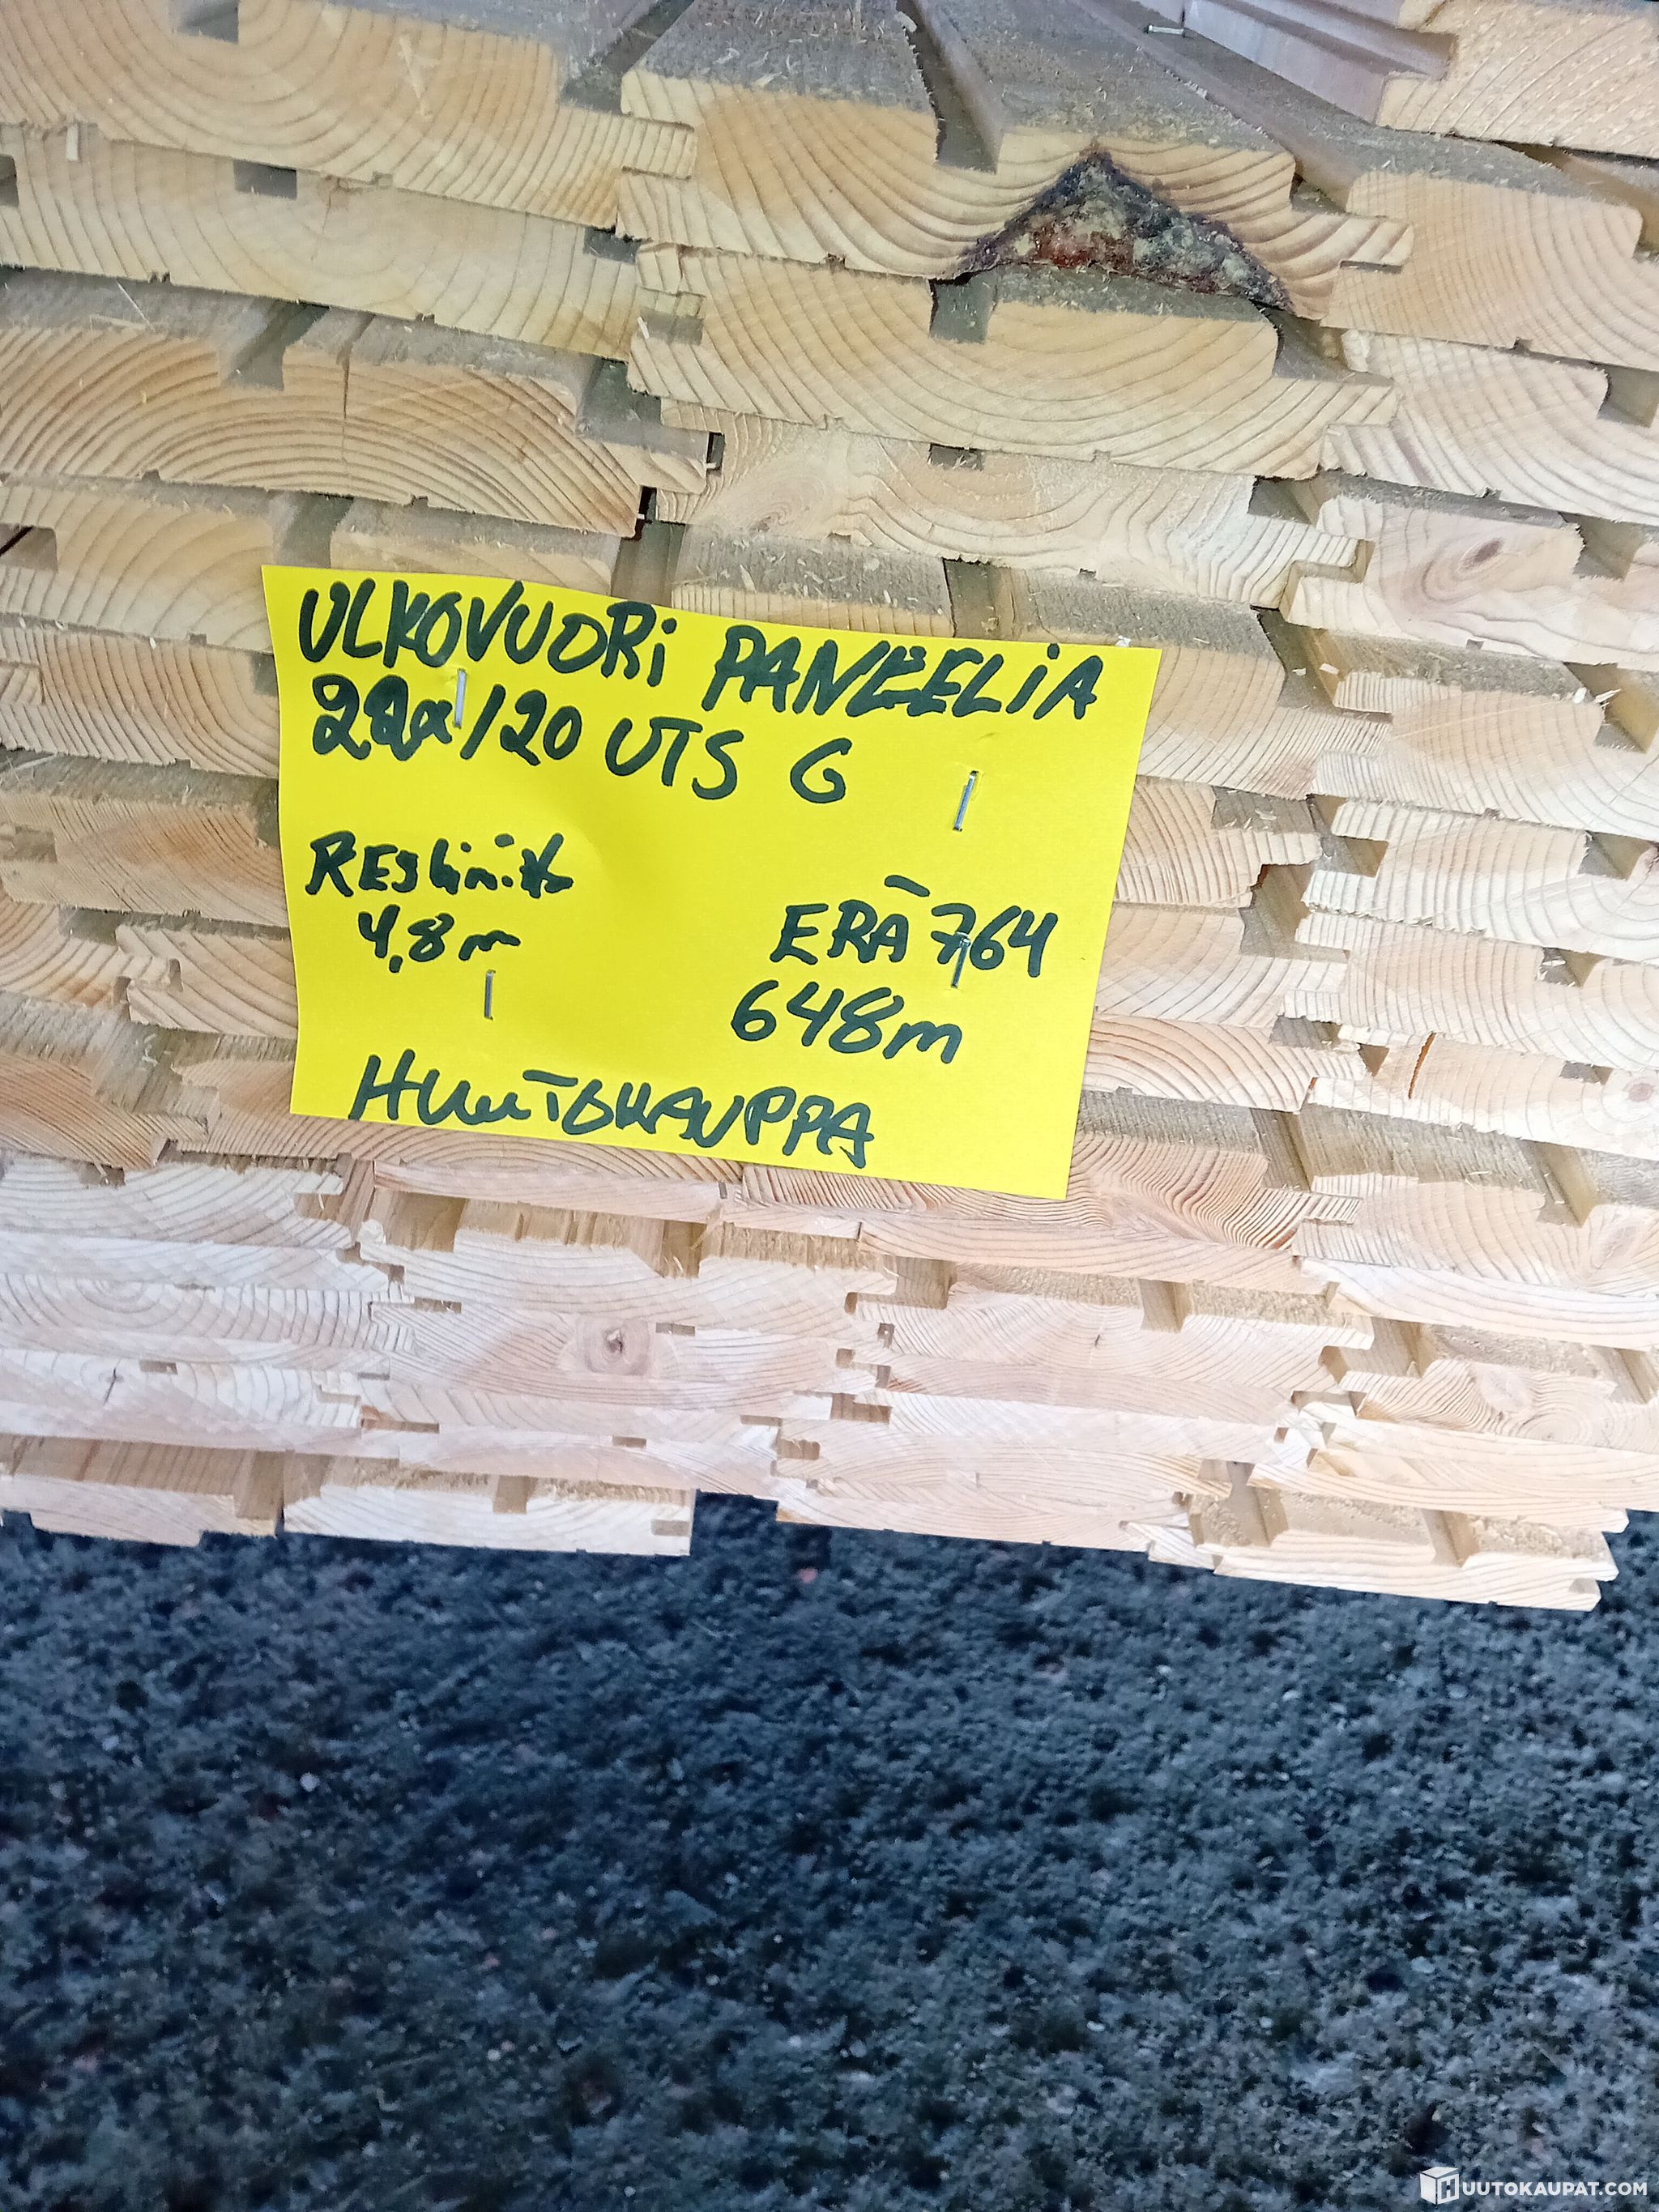 ULKOVUORI PANEELIA
28x120 UTS G
4,8m
ERÄ 764
648m
HUUTOKAUPPA
HUUTOKAUPAT.COM